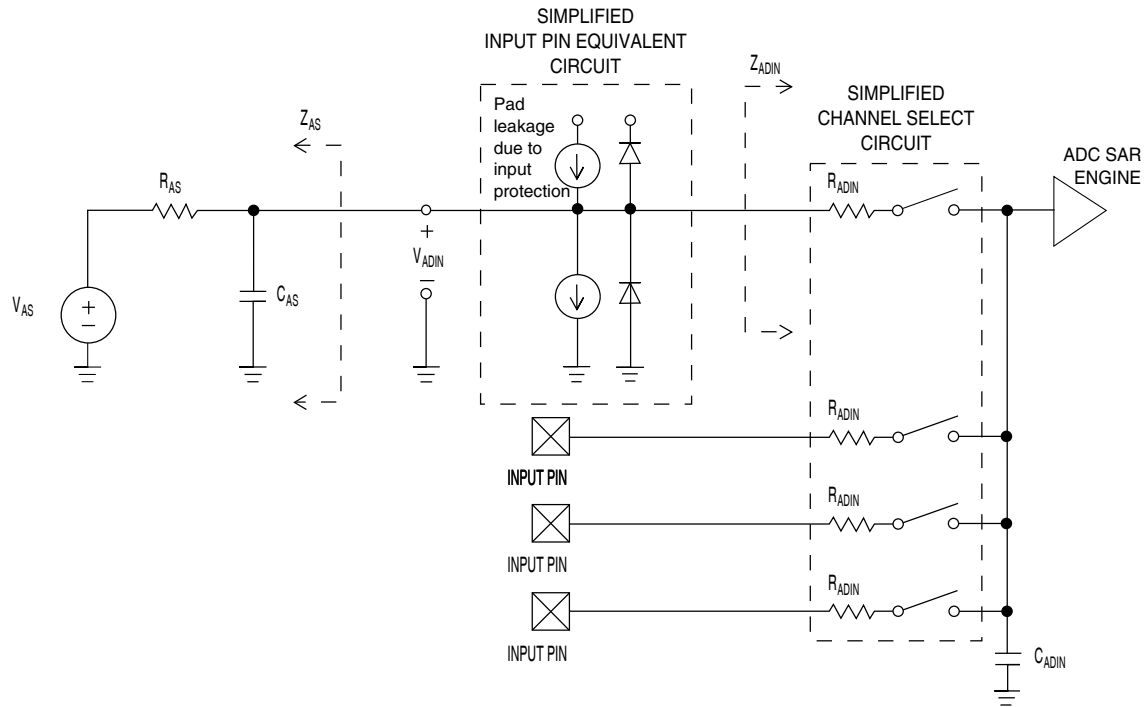 SIMPLIFIED
INPUT PIN EQUIVALENT
CIRCUIT
Pad
leakage
due to
input
protection
ZAS
ZADIN
SIMPLIFIED
CHANNEL SELECT
CIRCUIT
ADC SAR
ENGINE
RAS
RADIN
+
VADIN
–
VAS
+
–
CAS
RADIN
INPUT PIN
RADIN
INPUT PIN
RADIN
INPUT PIN
CADIN